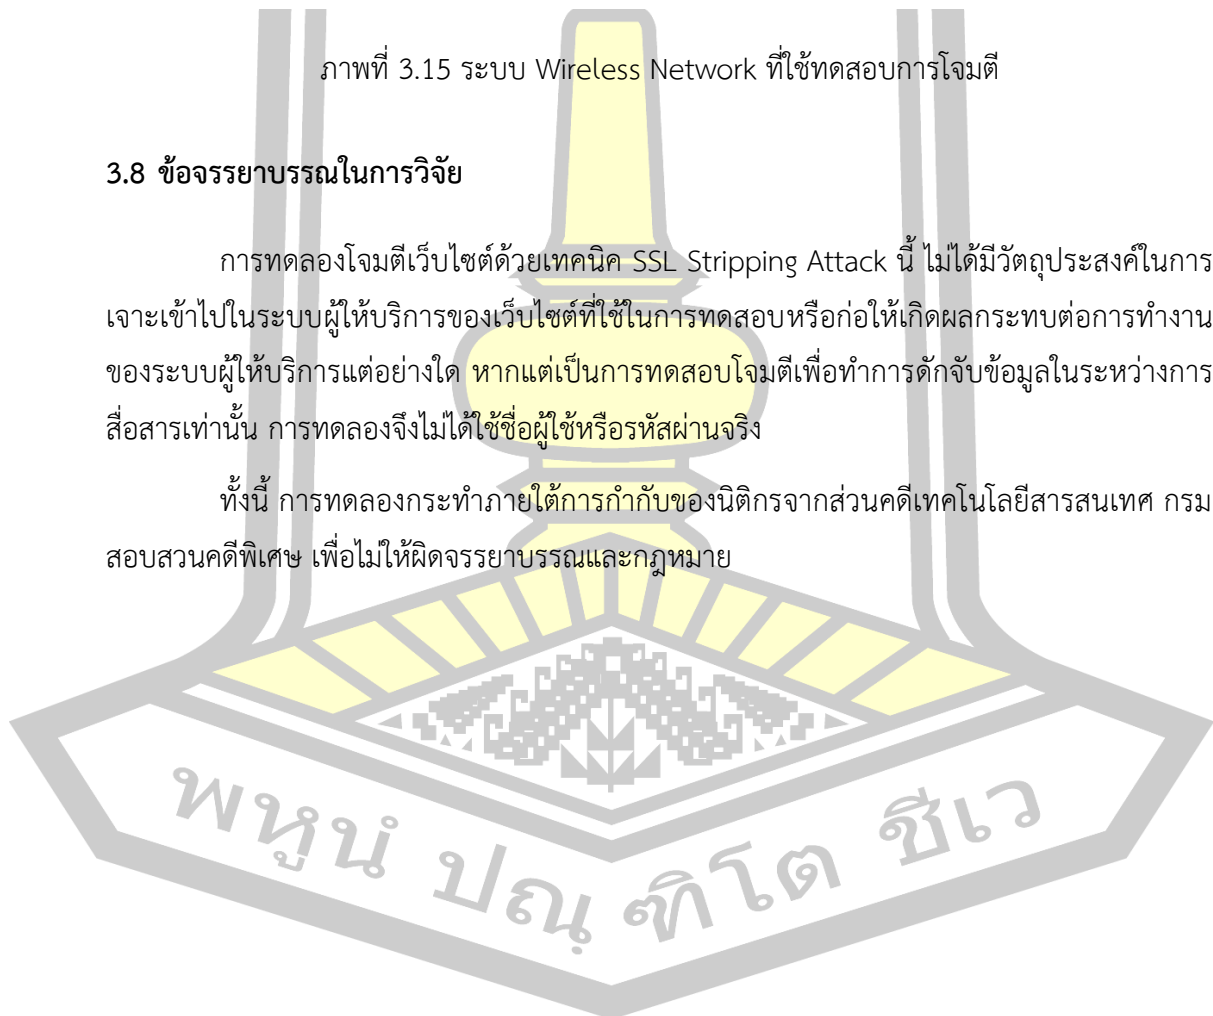 ภาพที่ 3.15 ระบบ Wireless Network ที่ใช้ทดสอบการโจมตี
3.8 ข้อจรรยาบรรณในการวิจัย
การทดลองโจมตีเว็บไซต์ด้วยเทคนิค SSL Stripping Attack นี้ ไม่ได้มีวัตถุประสงค์ในการ
เจาะเข้าไปในระบบผู้ให้บริการของเว็บไซต์ที่ใช้ในการทดสอบหรือก่อให้เกิดผลกระทบต่อการทำงาน
ของระบบผู้ให้บริการแต่อย่างใด หากแต่เป็นการทดสอบโจมตีเพื่อทำการดักจับข้อมูลในระหว่างการ
สื่อสารเท่านั้น การทดลองจึงไม่ได้ใช้ชื่อผู้ใช้หรือรหัสผ่านจริง
ทั้งนี้ การทดลองกระทำภายใต้การกำกับของนิติกรจากส่วนคดีเทคโนโลยีสารสนเทศ กรม
สอบสวนคดีพิเศษ เพื่อไม่ให้ผิดจรรยาบรรณและกฎหมาย
พหูนํ ปณฺฑิโต ชีเว